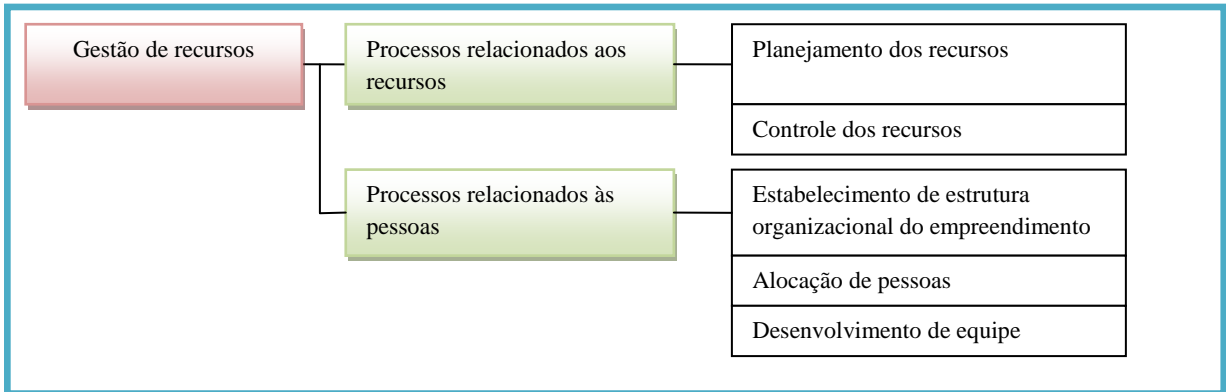 Gestão de recursos
Processos relacionados aos
recursos
Planejamento dos recursos
Controle dos recursos
Processos relacionados às
pessoas
Estabelecimento de estrutura
organizacional do empreendimento
Alocação de pessoas
Desenvolvimento de equipe